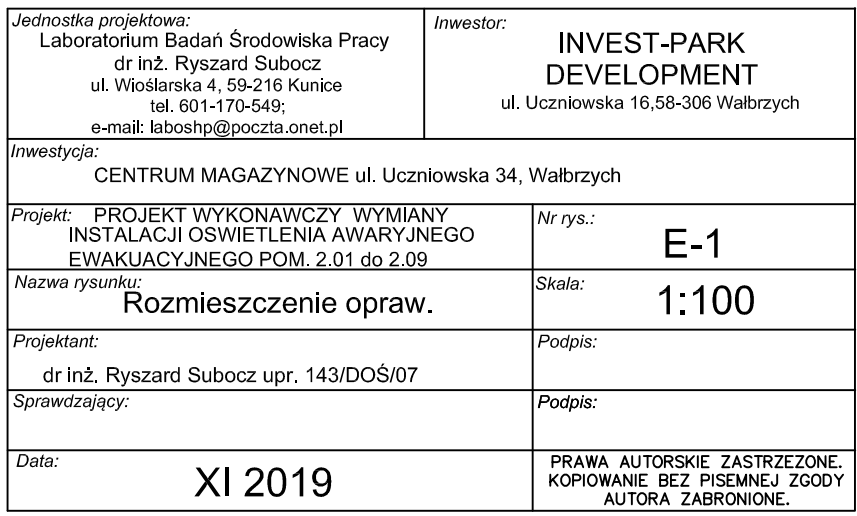 Jednostka projektowa:
Laboratorium Badań Środowiska Pracy
dr inż. Ryszard Subocz
ul. Wioślarska 4, 59-216 Kunice
tel. 601-170-549;
e-mail: laboshp@poczta.onet.pl
Inwestor:
INVEST-PARK
DEVELOPMENT
ul. Uczniowska 16,58-306 Wałbrzych
Inwestycja:
CENTRUM MAGAZYNOWE ul. Uczniowska 34, Wałbrzych
Projekt: PROJEKT WYKONAWCZY WYMIANY
INSTALACJI OSWIETLENIA AWARYJNEGO
EWAKUACYJNEGO POM. 2.01 do 2.09
Nr rys.:
E-1
Nazwa rysunku:
Rozmieszczenie opraw.
Skala:
1:100
Projektant:
dr inż. Ryszard Subocz upr. 143/DOŚ/07
Podpis:
Sprawdzający:
Podpis:
Data:
XI 2019
PRAWA AUTORSKIE ZASTRZEZONE.
KOPIOWANIE BEZ PISEMNEJ ZGODY
AUTORA ZABRONIONE.